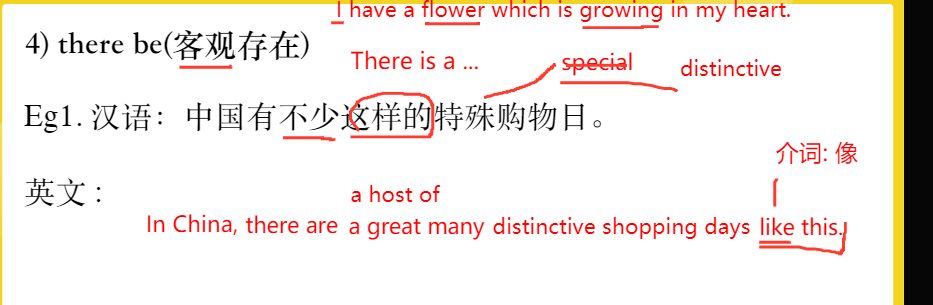 I have a flower which is growing in my heart.
4) there be(客观存在)
There is a ... special distinctive
Eg1. 汉语：中国有不少这样的特殊购物日。
介词: 像
英文 :
a host of
In China, there are a great many distinctive shopping days like this.